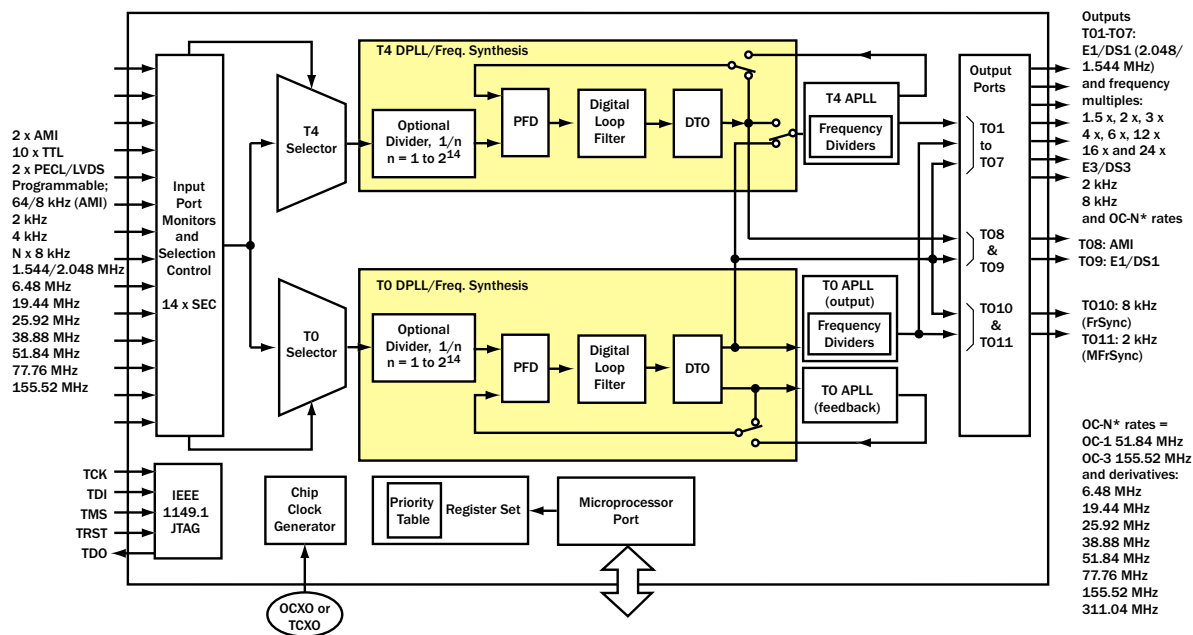 2 x AMI
10 x TTL
2 x PECL/LVDS
Programmable;
64/8 kHz (AMI)
2 kHz
4 kHz
N x 8 kHz
1.544/2.048 MHz
6.48 MHz
19.44 MHz
25.92 MHz
38.88 MHz
51.84 MHz
77.76 MHz
155.52 MHz
Input
Port
Monitors
and
Selection
Control
14 x SEC
T4
Selector
T0
Selector
T4 DPLL/Freq. Synthesis
Optional
Divider, 1/n
n = 1 to 2^14
PFD
Digital
Loop
Filter
DTO
T4 APLL
Frequency
Dividers
T0 DPLL/Freq. Synthesis
Optional
Divider, 1/n
n = 1 to 2^14
PFD
Digital
Loop
Filter
DTO
T0 APLL
(output)
Frequency
Dividers
T0 APLL
(feedback)
Output
Ports
T01
to
T07
T08
&
T09
T010
&
T011
Outputs
T01-T07:
E1/DS1 (2.048/
1.544 MHz)
and frequency
multiples:
1.5 x, 2 x, 3 x
4 x, 6 x, 12 x
16 x and 24 x
E3/DS3
2 kHz
8 kHz
and OC-N* rates
T08: AMI
T09: E1/DS1
T010: 8 kHz
(FrSync)
T011: 2 kHz
(MFrSync)
OC-N* rates =
OC-1 51.84 MHz
OC-3 155.52 MHz
and derivatives:
6.48 MHz
19.44 MHz
25.92 MHz
38.88 MHz
51.84 MHz
77.76 MHz
155.52 MHz
311.04 MHz
TCK
TDI
TMS
TRST
TDO
IEEE
1149.1
JTAG
Chip
Clock
Generator
OCXO or
TCXO
Priority
Table
Register Set
Microprocessor
Port